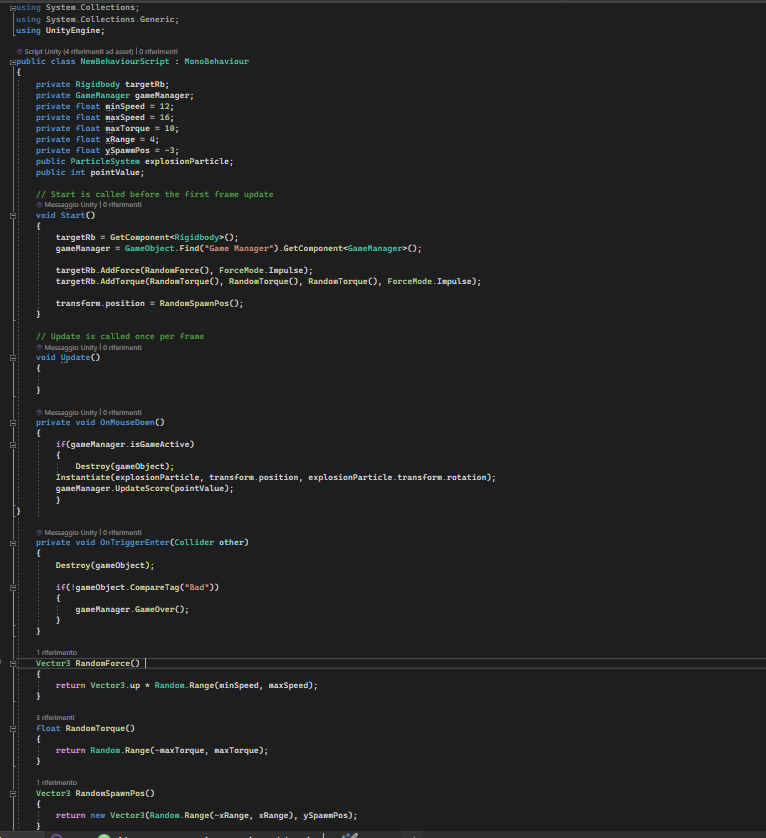 using System.Collections;
using System.Collections.Generic;
using UnityEngine;
Script Unity (4 riferimenti ad asset) | 0 riferimenti
public class NewBehaviourScript : MonoBehaviour
{
private Rigidbody targetRb;
private GameManager gameManager;
private float minSpeed = 12;
private float maxSpeed = 16;
private float maxTorque = 10;
private float xRange = 4;
private float ySpawmPos = -3;
public ParticleSystem explosionParticle;
public int pointValue;
// Start is called before the first frame update
Messaggio Unity | 0 riferimenti
void Start()
{
targetRb = GetComponent<Rigidbody>();
gameManager = GameObject.Find("Game Manager").GetComponent<GameManager>();
targetRb.AddForce(RandomForce(), ForceMode.Impulse);
targetRb.AddTorque(RandomTorque(), RandomTorque(), RandomTorque(), ForceMode.Impulse);
transform.position = RandomSpawnPos();
}
// Update is called once per frame
Messaggio Unity | 0 riferimenti
void Update()
{
}
Messaggio Unity | 0 riferimenti
private void OnMouseDown()
{
if(gameManager.isGameActive)
{
Destroy(gameObject);
Instantiate(explosionParticle, transform.position, explosionParticle.transform.rotation);
gameManager.UpdateScore(pointValue);
}
}
Messaggio Unity | 0 riferimenti
private void OnTriggerEnter(Collider other)
{
Destroy(gameObject);
if(!gameObject.CompareTag("Bad"))
{
gameManager.GameOver();
}
}
1 riferimento
Vector3 RandomForce()
{
return Vector3.up * Random.Range(minSpeed, maxSpeed);
}
3 riferimenti
float RandomTorque()
{
return Random.Range(-maxTorque, maxTorque);
}
1 riferimento
Vector3 RandomSpawnPos()
{
return new Vector3(Random.Range(-xRange, xRange), ySpawmPos);
}